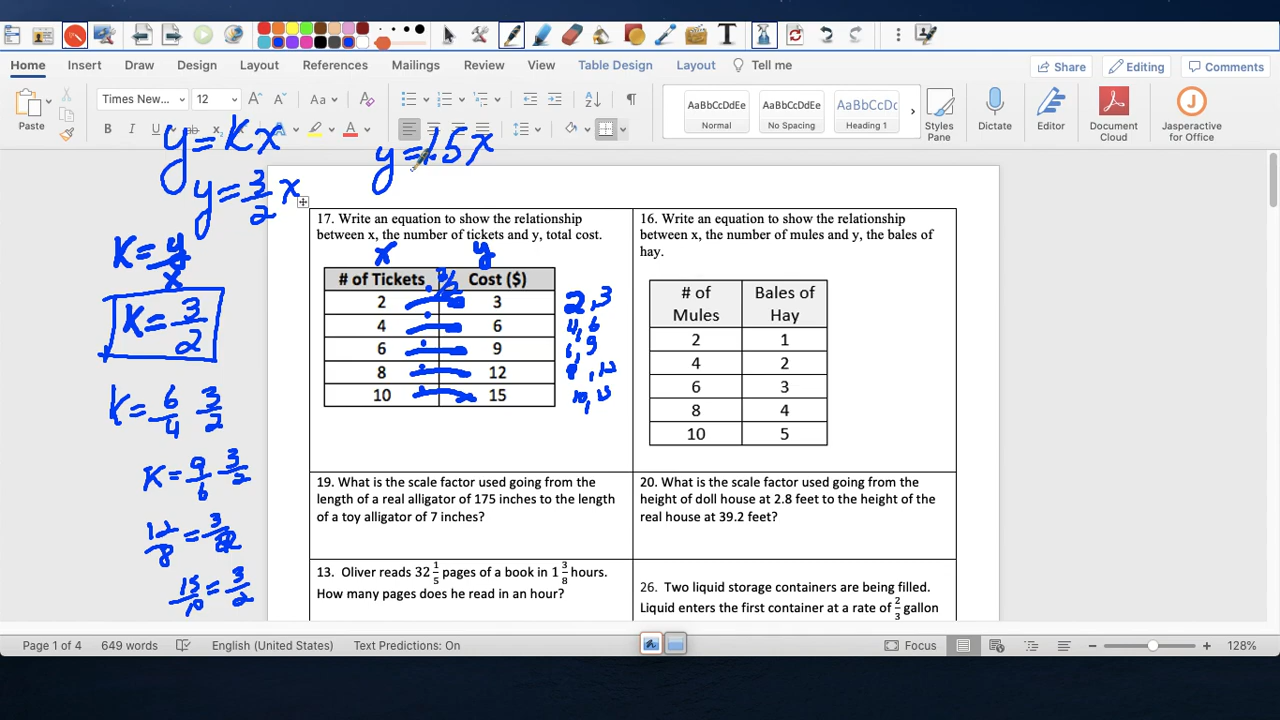 Home Insert Draw Design Layout References Mailings Review View Table Design Layout Tell me Share Editing Comments
Paste
Times New... 12
AaBbCcDdEe AaBbCcDdEe AaBbCcDc
Normal No Spacing Heading 1
Styles Pane
Dictate
Editor
Document Cloud
Jasperactive for Office
y = Kx
y = 3/2 x
y = 1.5x
K = y/x
K = 3/2
K = 6/4 3/2
K = 9/6 3/2
12/8 = 3/2
15/10 = 3/2
17. Write an equation to show the relationship
between x, the number of tickets and y, total cost.
x y
# of Tickets Cost ($)
· 3/2
2 3
4 6
6 9
8 12
10 15
2, 3
4, 6
6, 9
8, 12
10, 15
16. Write an equation to show the relationship
between x, the number of mules and y, the bales of
hay.
# of Mules Bales of Hay
2 1
4 2
6 3
8 4
10 5
19. What is the scale factor used going from the
length of a real alligator of 175 inches to the length
of a toy alligator of 7 inches?
20. What is the scale factor used going from the
height of doll house at 2.8 feet to the height of the
real house at 39.2 feet?
13. Oliver reads 32 1/5 pages of a book in 1 3/8 hours.
How many pages does he read in an hour?
26. Two liquid storage containers are being filled.
Liquid enters the first container at a rate of 2/3 gallon
Page 1 of 4 649 words English (United States) Text Predictions: On Focus 128%